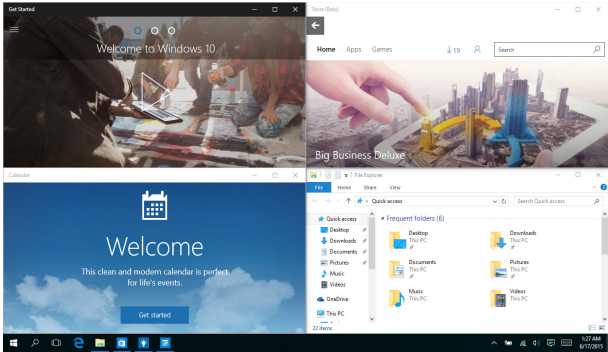 Get Started
Welcome to Windows 10
Store (Beta)
Home Apps Games 19 Search
Big Business Deluxe
Calendar
Welcome
This clean and modern calendar is perfect
for life's events.
Get started
File Explorer
File Home Share View
Quick access
Search Quick access
Quick access
Desktop
Downloads
Documents
Pictures
Music
Videos
OneDrive
This PC
Frequent folders (6)
Desktop
This PC
Downloads
This PC
Documents
This PC
Pictures
This PC
Music
This PC
Videos
This PC
22 items
1:27 AM
6/17/2015